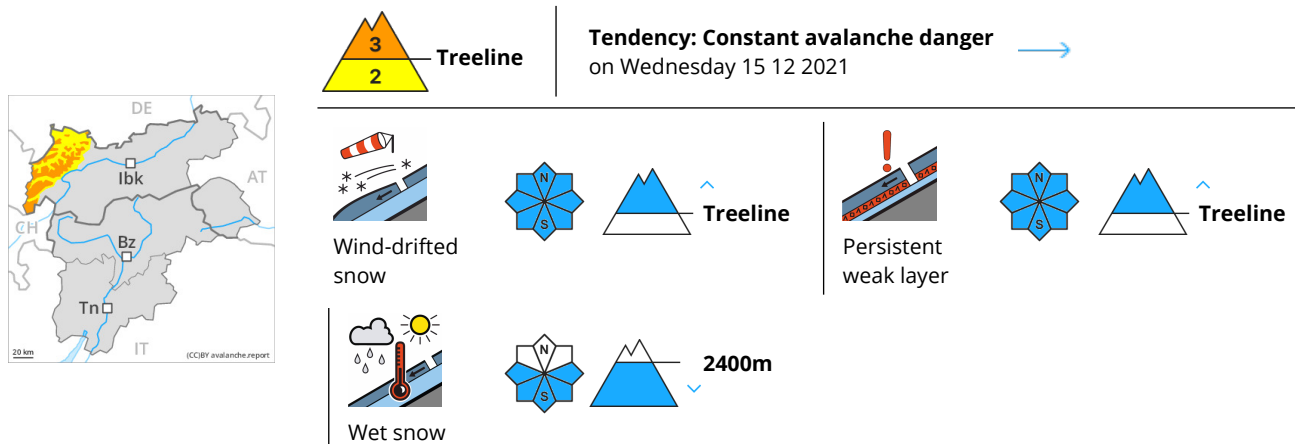 3
2
Treeline
Tendency: Constant avalanche danger
on Wednesday 15 12 2021
DE
AT
Ibk
CH
Bz
Tn
IT
20 km
(CC)BY avalanche.report
N
S
Treeline
Wind-drifted
snow
N
S
Treeline
Persistent
weak layer
N
S
2400m
Wet snow